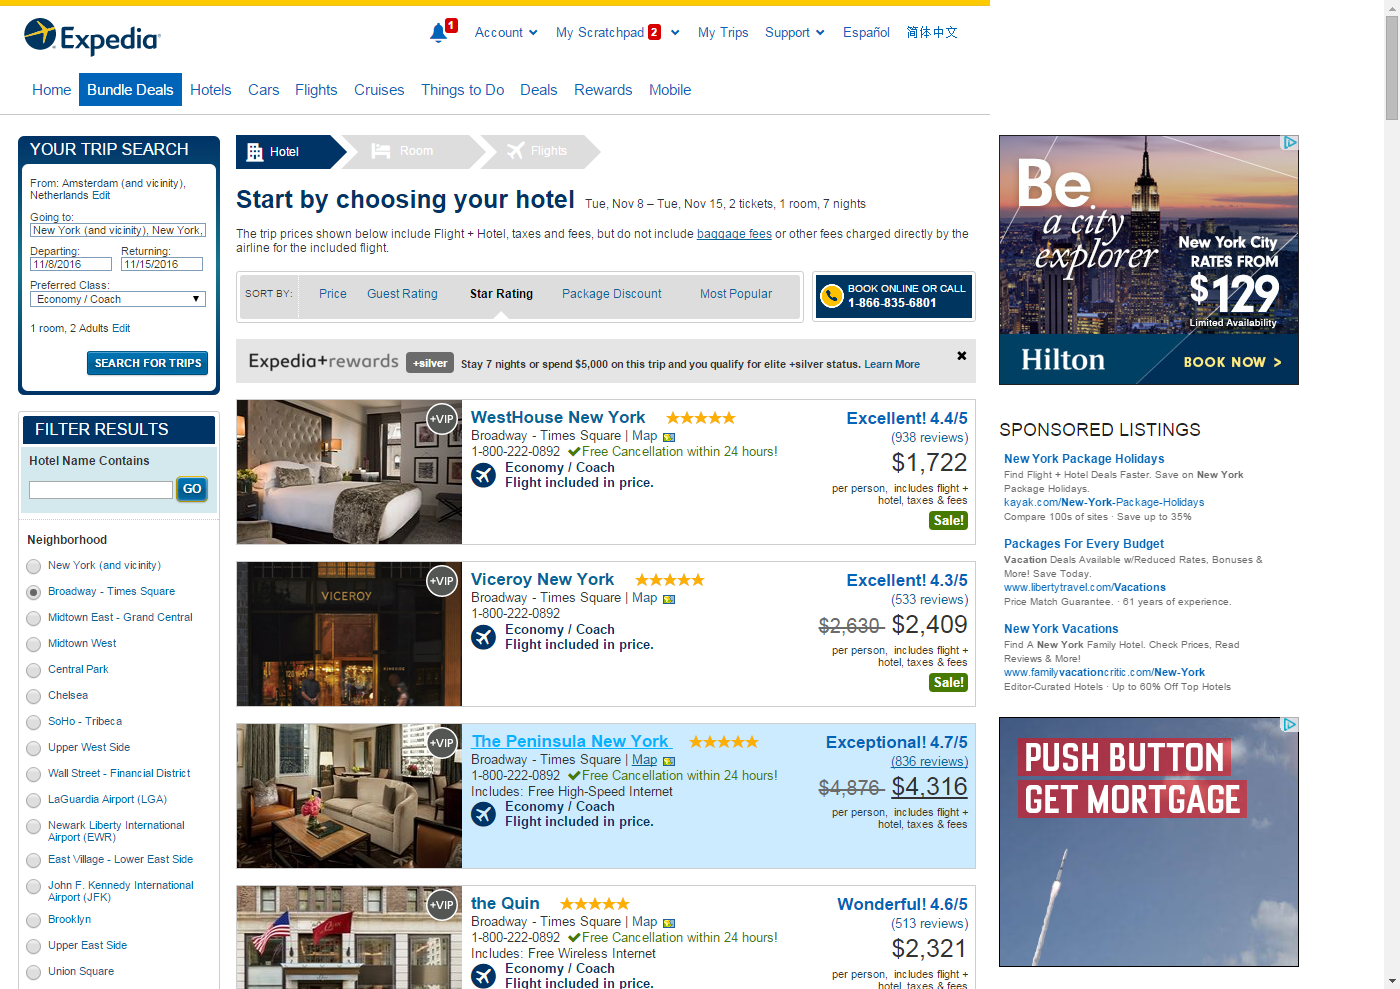 Expedia
1
Account
My Scratchpad 2
My Trips
Support
Español
简体中文
Home
Bundle Deals
Hotels
Cars
Flights
Cruises
Things to Do
Deals
Rewards
Mobile
YOUR TRIP SEARCH
From: Amsterdam (and vicinity),
Netherlands Edit
Going to:
New York (and vicinity), New York,
Departing:
Returning:
11/8/2016
11/15/2016
Preferred Class:
Economy / Coach
1 room, 2 Adults Edit
SEARCH FOR TRIPS
FILTER RESULTS
Hotel Name Contains
GO
Neighborhood
New York (and vicinity)
Broadway - Times Square
Midtown East - Grand Central
Midtown West
Central Park
Chelsea
SoHo - Tribeca
Upper West Side
Wall Street - Financial District
LaGuardia Airport (LGA)
Newark Liberty International
Airport (EWR)
East Village - Lower East Side
John F. Kennedy International
Airport (JFK)
Brooklyn
Upper East Side
Union Square
Hotel
Room
Flights
Start by choosing your hotel Tue, Nov 8 – Tue, Nov 15, 2 tickets, 1 room, 7 nights
The trip prices shown below include Flight + Hotel, taxes and fees, but do not include baggage fees or other fees charged directly by the
airline for the included flight.
SORT BY:
Price
Guest Rating
Star Rating
Package Discount
Most Popular
BOOK ONLINE OR CALL
1-866-835-6801
Expedia+rewards +silver Stay 7 nights or spend $5,000 on this trip and you qualify for elite +silver status. Learn More
+VIP
WestHouse New York
Broadway - Times Square | Map
1-800-222-0892 Free Cancellation within 24 hours!
Economy / Coach
Flight included in price.
Excellent! 4.4/5
(938 reviews)
$1,722
per person, includes flight +
hotel, taxes & fees
Sale!
VICEROY
+VIP
Viceroy New York
Broadway - Times Square | Map
1-800-222-0892
Economy / Coach
Flight included in price.
Excellent! 4.3/5
(533 reviews)
$2,630 $2,409
per person, includes flight +
hotel, taxes & fees
Sale!
+VIP
The Peninsula New York
Broadway - Times Square | Map
1-800-222-0892 Free Cancellation within 24 hours!
Includes: Free High-Speed Internet
Economy / Coach
Flight included in price.
Exceptional! 4.7/5
(836 reviews)
$4,876 $4,316
per person, includes flight +
hotel, taxes & fees
+VIP
the Quin
Broadway - Times Square | Map
1-800-222-0892 Free Cancellation within 24 hours!
Includes: Free Wireless Internet
Economy / Coach
Flight included in price.
Wonderful! 4.6/5
(513 reviews)
$2,321
per person, includes flight +
hotel, taxes & fees
Be
a city
explorer
New York City
RATES FROM
$129
Limited Availability
Hilton
BOOK NOW >
SPONSORED LISTINGS
New York Package Holidays
Find Flight + Hotel Deals Faster. Save on New York
Package Holidays.
kayak.com/New-York-Package-Holidays
Compare 100s of sites · Save up to 35%
Packages For Every Budget
Vacation Deals Available w/Reduced Rates, Bonuses &
More! Save Today.
www.libertytravel.com/Vacations
Price Match Guarantee. · 61 years of experience.
New York Vacations
Find A New York Family Hotel. Check Prices, Read
Reviews & More!
www.familyvacationcritic.com/New-York
Editor-Curated Hotels · Up to 60% Off Top Hotels
PUSH BUTTON
GET MORTGAGE